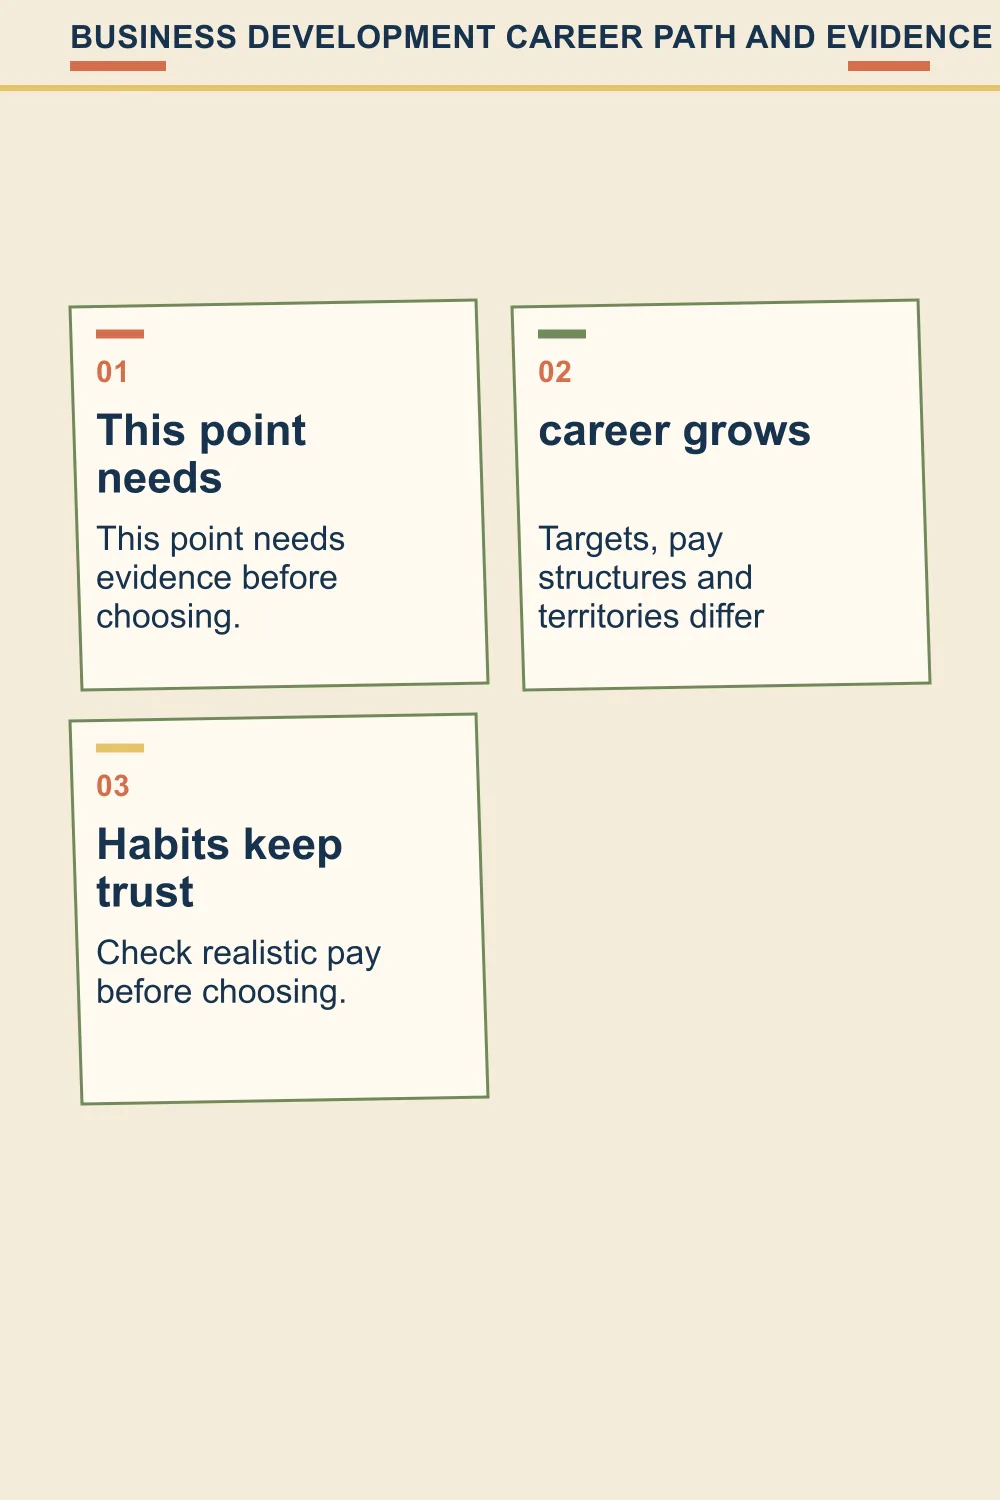 BUSINESS DEVELOPMENT CAREER PATH AND EVIDENCE
01
This point
needs
This point needs
evidence before
choosing.
02
career grows
Targets, pay
structures and
territories differ
03
Habits keep
trust
Check realistic pay
before choosing.